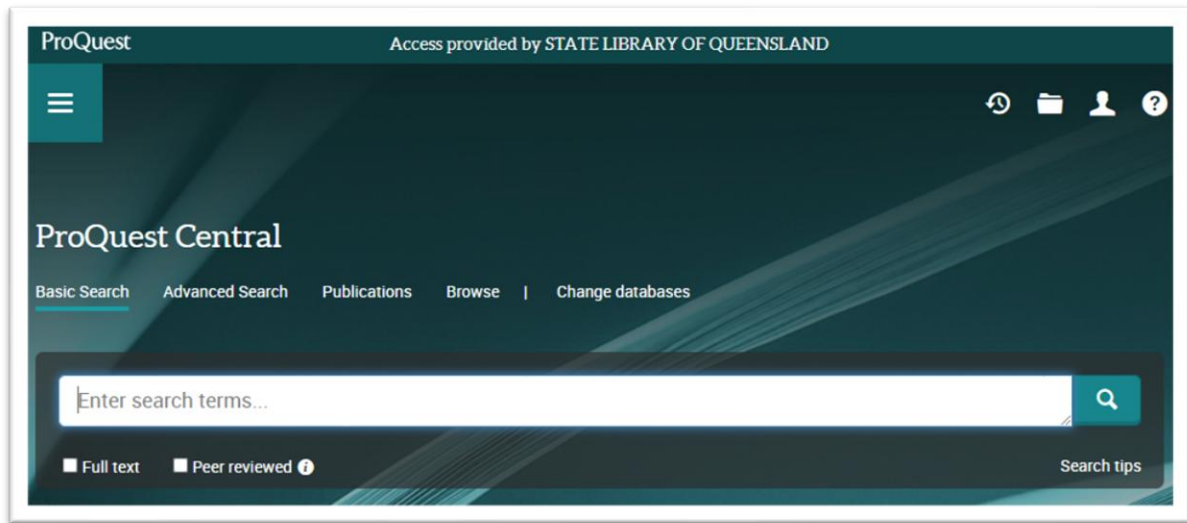 ProQuest Access provided by STATE LIBRARY OF QUEENSLAND
ProQuest Central
Basic Search Advanced Search Publications Browse | Change databases
Enter search terms...
Full text Peer reviewed Search tips